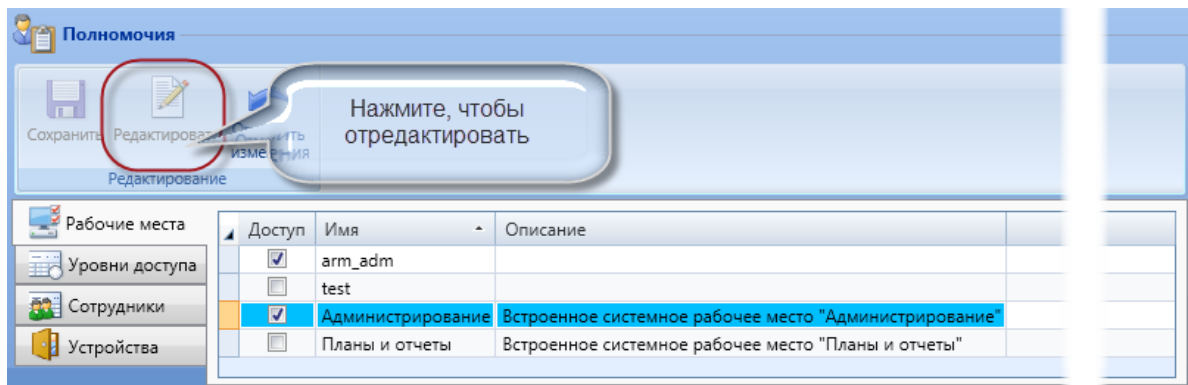 Полномочия
Нажмите, чтобы
отредактировать
Сохранить
Редактирование
Рабочие места
Уровни доступа
Сотрудники
Устройства
Доступ Имя Описание
arm_adm
test
Администрирование Встроенное системное рабочее место "Администрирование"
Планы и отчеты Встроенное системное рабочее место "Планы и отчеты"